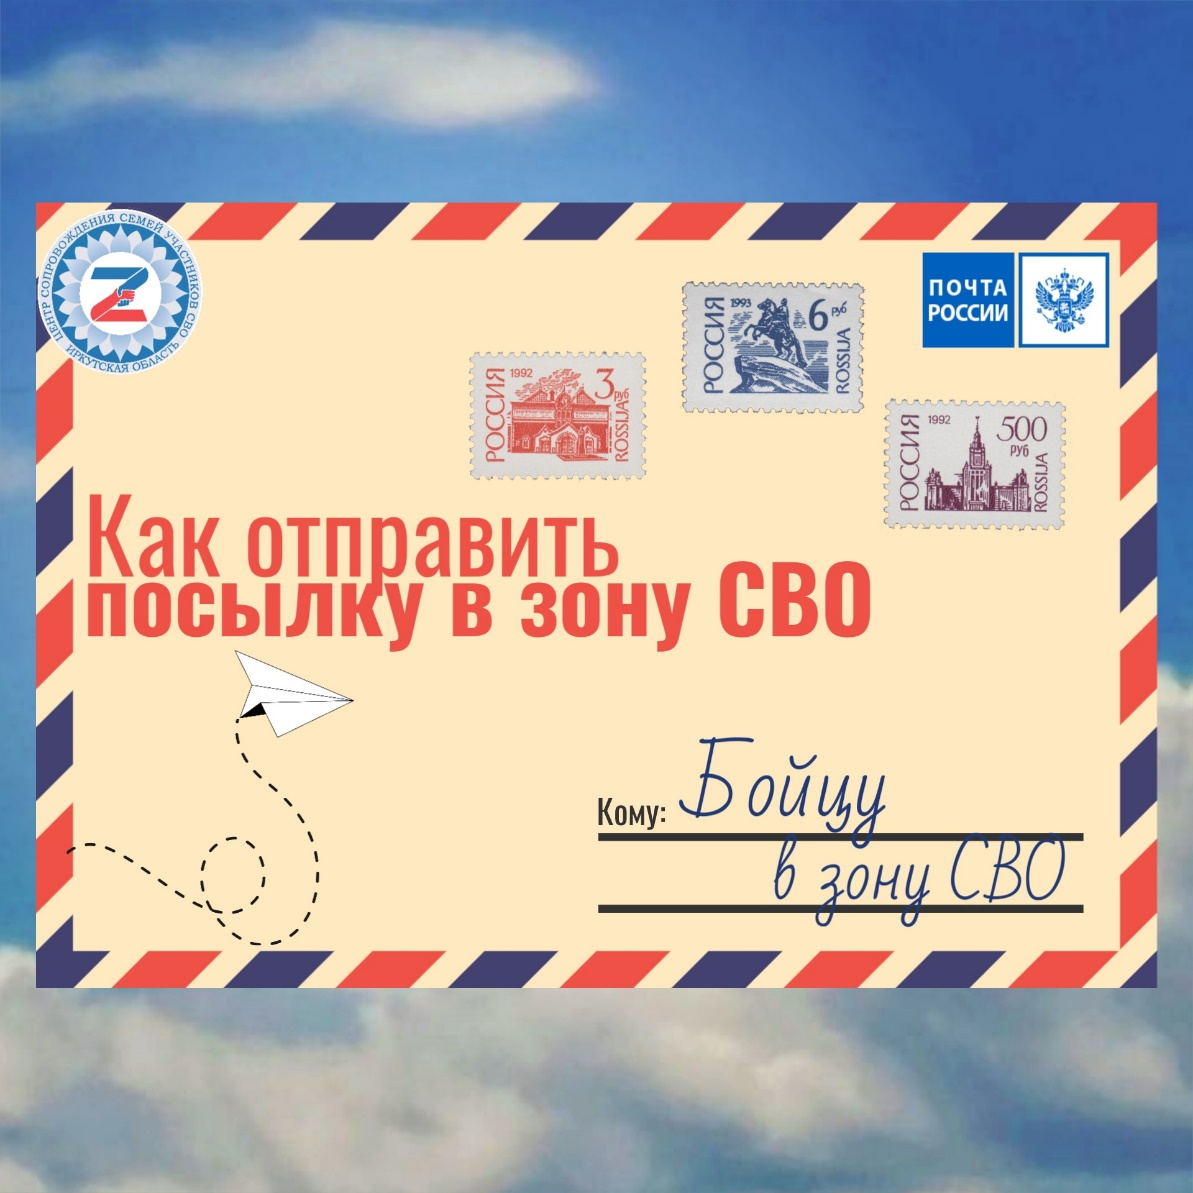 ЦЕНТР СОПРОВОЖДЕНИЯ СЕМЕЙ УЧАСТНИКОВ СВО
ИРКУТСКАЯ ОБЛАСТЬ
Z
ПОЧТА
РОССИИ
РОССИЯ
1993
6 руб
ROSSIJA
РОССИЯ
1992
3 руб
ROSSIJA
РОССИЯ
1992
500
руб
ROSSIJA
Как отправить
посылку в зону СВО
Кому: Бойцу
в зону СВО